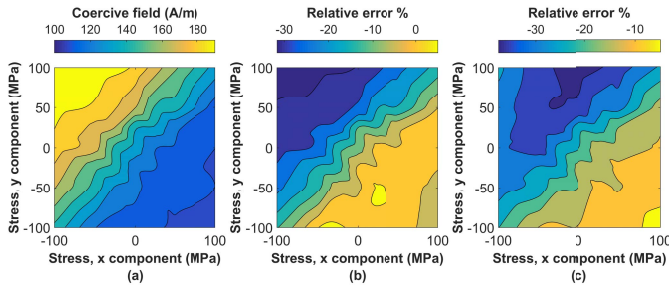 Coercive field (A/m)
100 120 140 160 180
Relative error %
-30 -20 -10 0
Relative error %
-30 -20 -10
Stress, y component (MPa)
100
50
0
-50
-100
-100 0 100
Stress, x component (MPa)
(a)
Stress, y component (MPa)
100
50
0
-50
-100
-100 0 100
Stress, x component (MPa)
(b)
Stress, y component (MPa)
100
50
0
-50
-100
-100 0 100
Stress, x component (MPa)
(c)